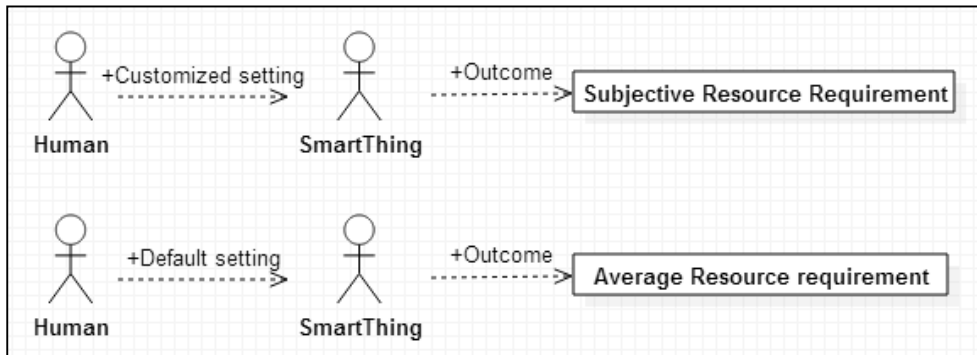 +Customized setting
+Outcome
Subjective Resource Requirement
Human
SmartThing
+Default setting
+Outcome
Average Resource requirement
Human
SmartThing